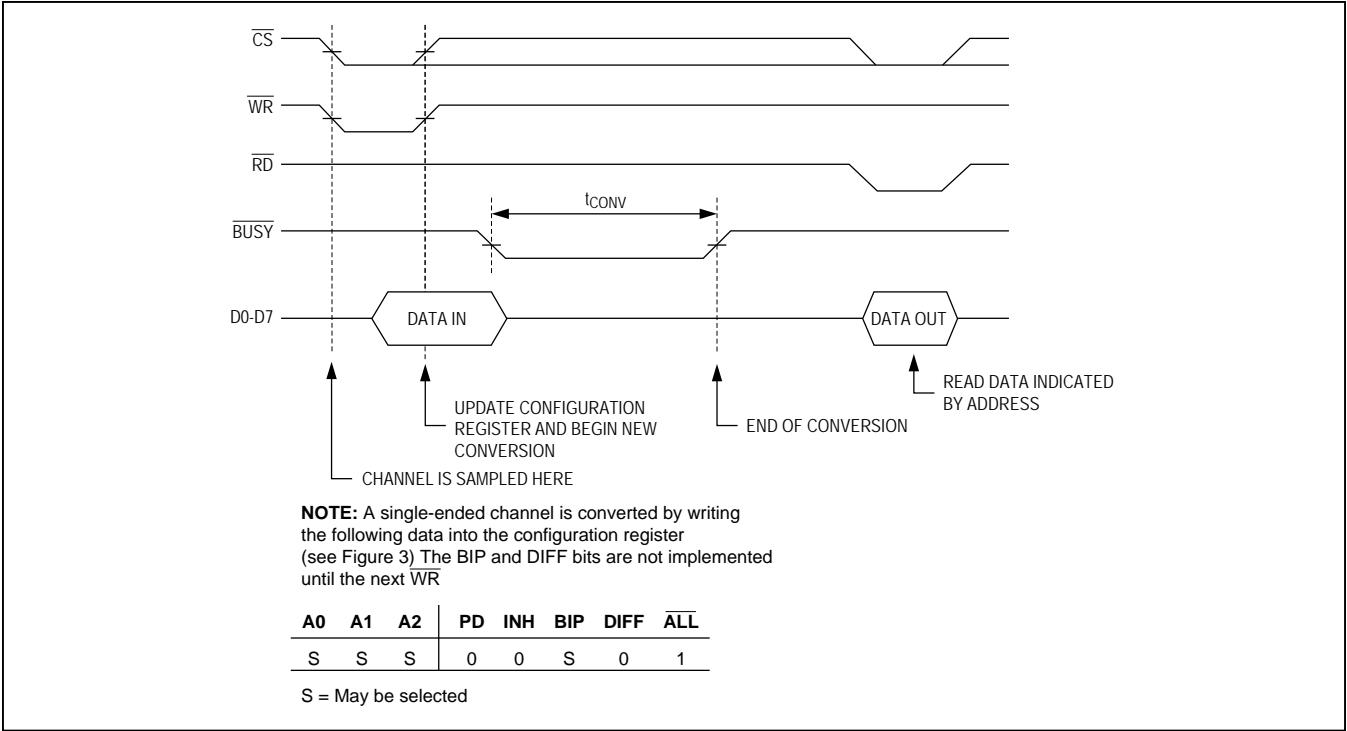 CS
WR
RD
tCONV
BUSY
D0-D7
DATA IN
DATA OUT
READ DATA INDICATED
BY ADDRESS
UPDATE CONFIGURATION
REGISTER AND BEGIN NEW
CONVERSION
END OF CONVERSION
CHANNEL IS SAMPLED HERE
NOTE: A single-ended channel is converted by writing
the following data into the configuration register
(see Figure 3) The BIP and DIFF bits are not implemented
until the next WR
A0 A1 A2 PD INH BIP DIFF ALL
S S S 0 0 S 0 1
S = May be selected